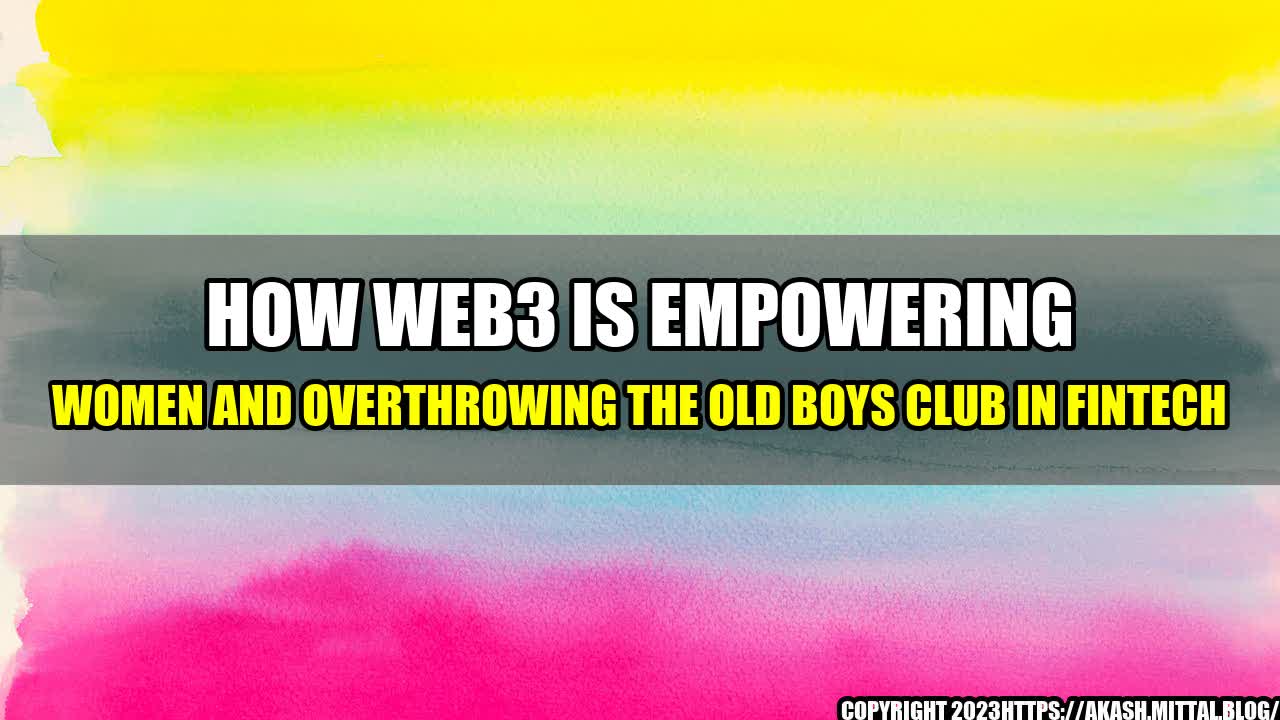 HOW WEB3 IS EMPOWERING
WOMEN AND OVERTHROWING THE OLD BOYS CLUB IN FINTECH
COPYRIGHT 2023HTTPS://AKASH.MITTAL.BLOG/